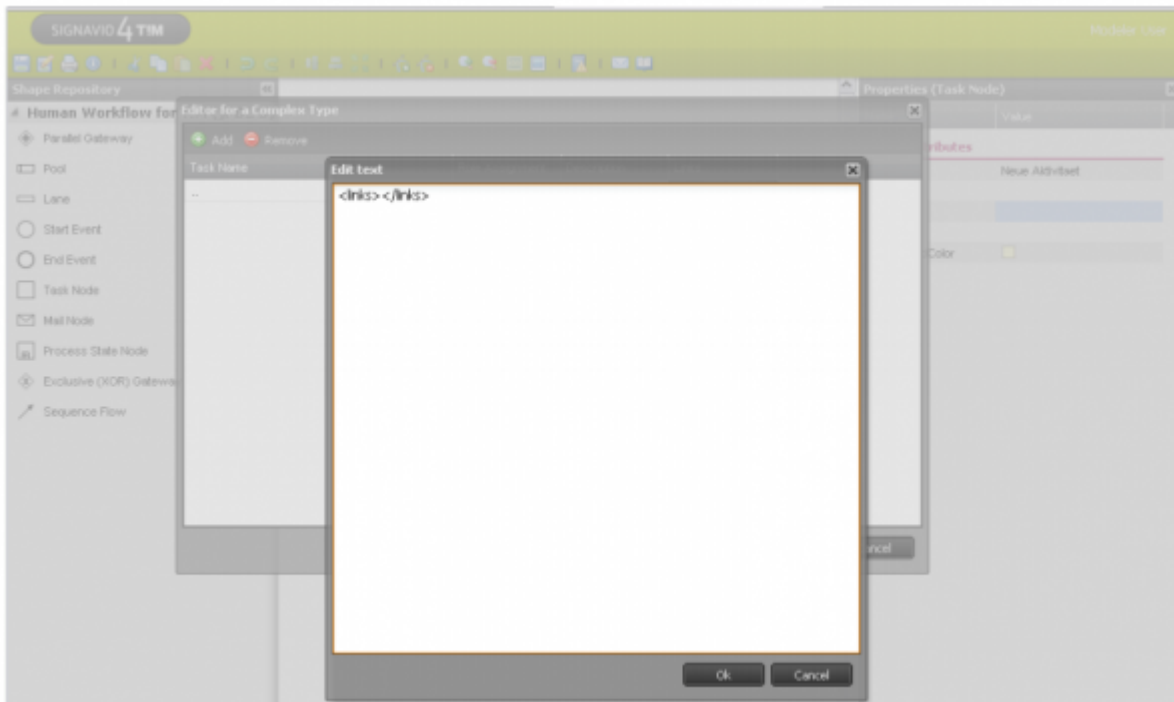 SIGNAVIO 4 TIM
Modeler User
Shape Repository
Properties (Task Node)
Human Workflow for
Editor for a Complex Type
Value
Parallel Gateway
Add Remove
ributes
Pool
Task Name
Edit text
Neue Aktivitaet
Lane
..
<links></links>
Start Event
End Event
Color
Task Node
Mail Node
Process State Node
Exclusive (XOR) Gatewa
Sequence Flow
ncel
Ok Cancel